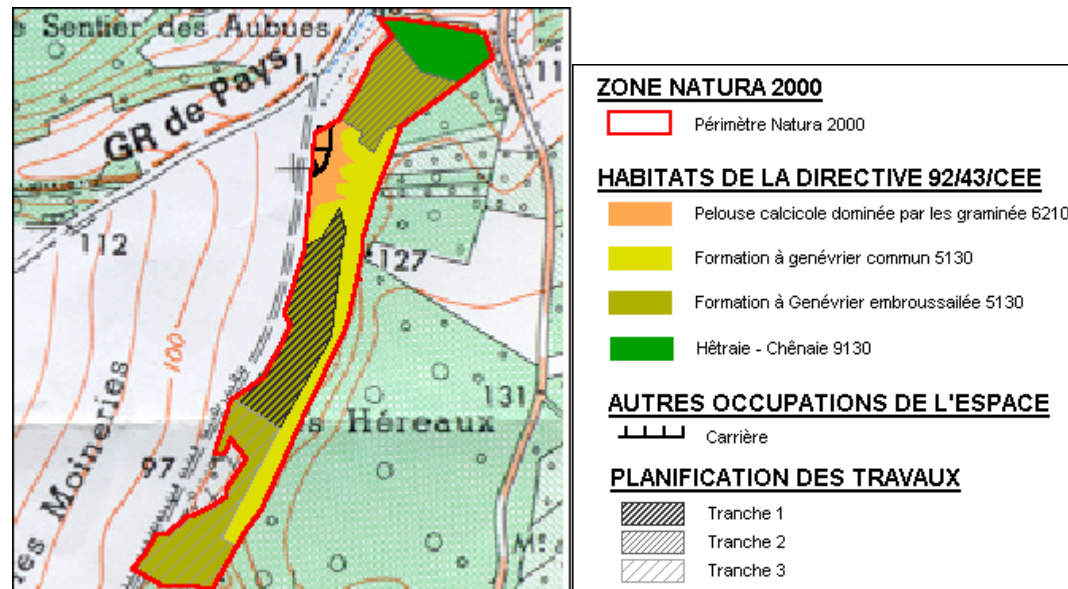 e Sentier des Aubues
GR de Pays
11
112
127
100
131
s Héreaux
97
es Moineries
M
ZONE NATURA 2000
Périmètre Natura 2000
HABITATS DE LA DIRECTIVE 92/43/CEE
Pelouse calcicole dominée par les graminée 6210
Formation à genévrier commun 5130
Formation à Genévrier embroussailée 5130
Hêtraie - Chênaie 9130
AUTRES OCCUPATIONS DE L'ESPACE
Carrière
PLANIFICATION DES TRAVAUX
Tranche 1
Tranche 2
Tranche 3